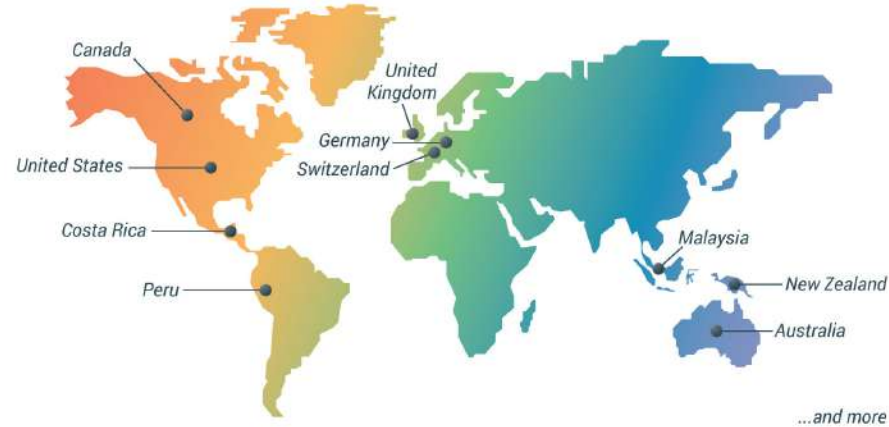 Canada
United
Kingdom
Germany
United States
Switzerland
Costa Rica
Malaysia
Peru
New Zealand
Australia
...and more